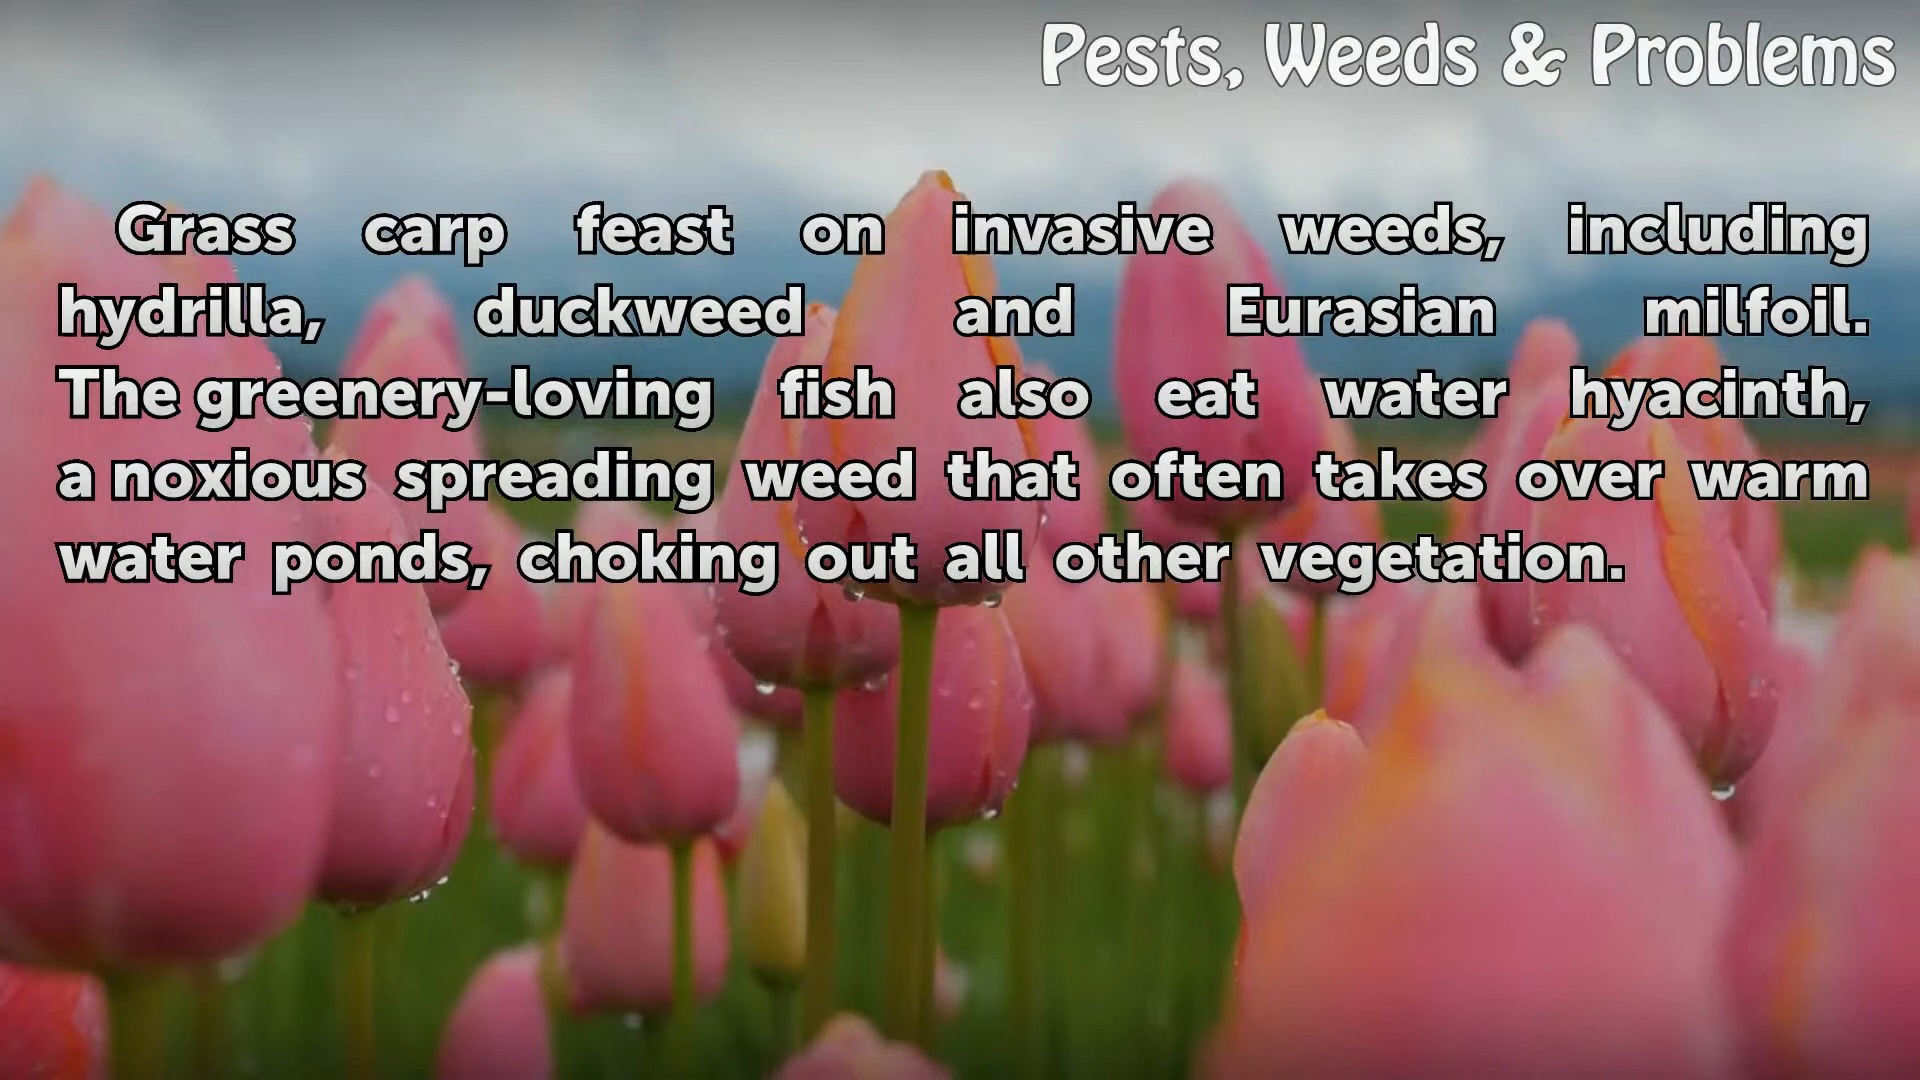 Pests, Weeds & Problems
Grass carp feast on invasive weeds, including
hydrilla, duckweed and Eurasian milfoil.
The greenery-loving fish also eat water hyacinth,
a noxious spreading weed that often takes over warm
water ponds, choking out all other vegetation.